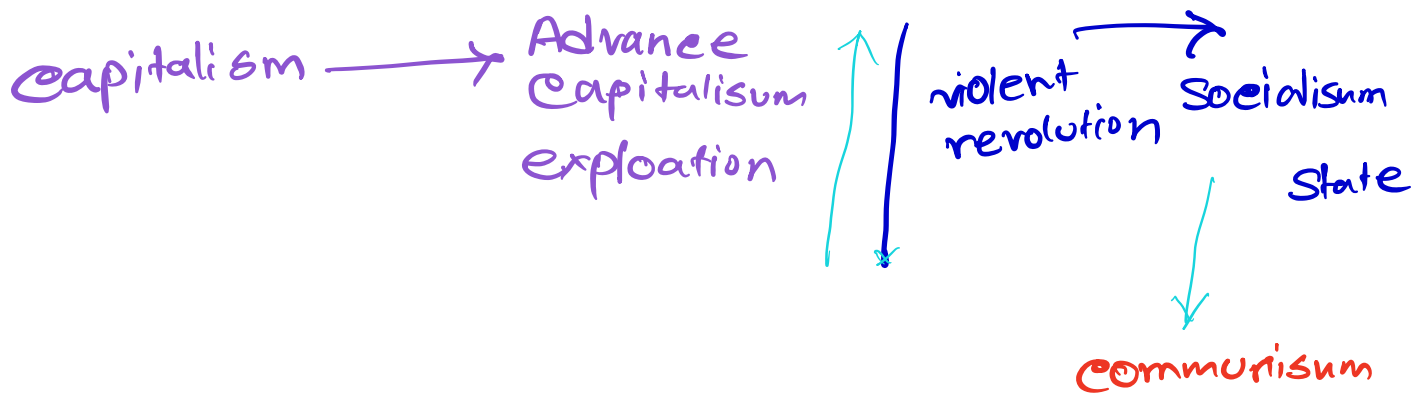 capitalism
Advance
capitalisum
exploation
violent
revolution
Socialisum
State
communisum